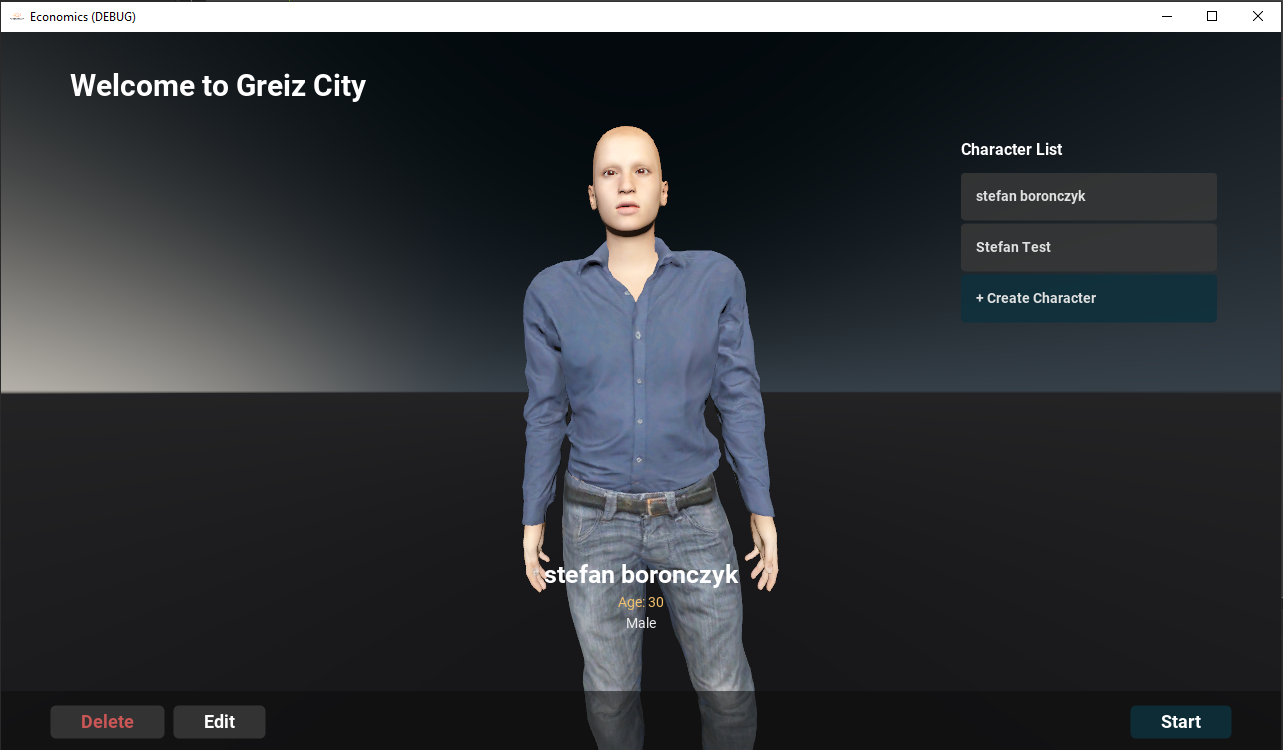 Economics (DEBUG)
Welcome to Greiz City
Character List
stefan boronczyk
Stefan Test
+ Create Character
stefan boronczyk
Age: 30
Male
Delete
Edit
Start